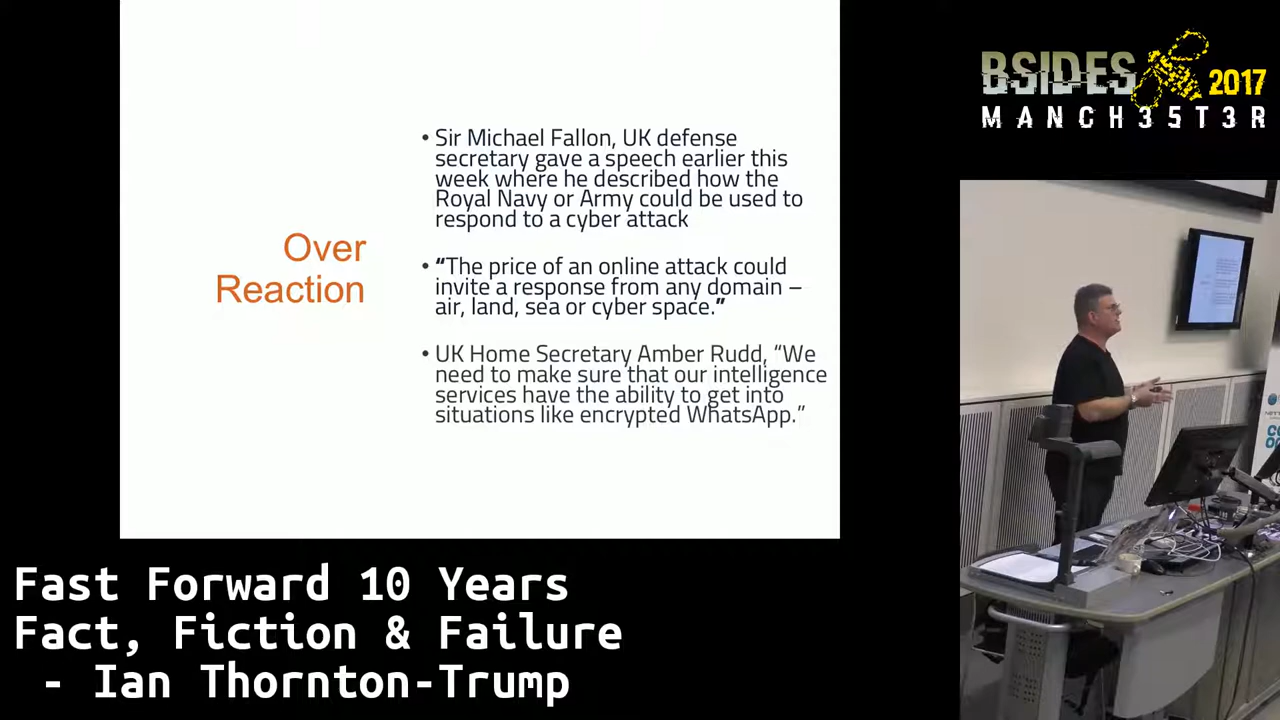 BSIDES 2017
MANCH35T3R
Over
Reaction
• Sir Michael Fallon, UK defense
secretary gave a speech earlier this
week where he described how the
Royal Navy or Army could be used to
respond to a cyber attack
• “The price of an online attack could
invite a response from any domain –
air, land, sea or cyber space.”
• UK Home Secretary Amber Rudd, “We
need to make sure that our intelligence
services have the ability to get into
situations like encrypted WhatsApp.”
Fast Forward 10 Years
Fact, Fiction & Failure
- Ian Thornton-Trump